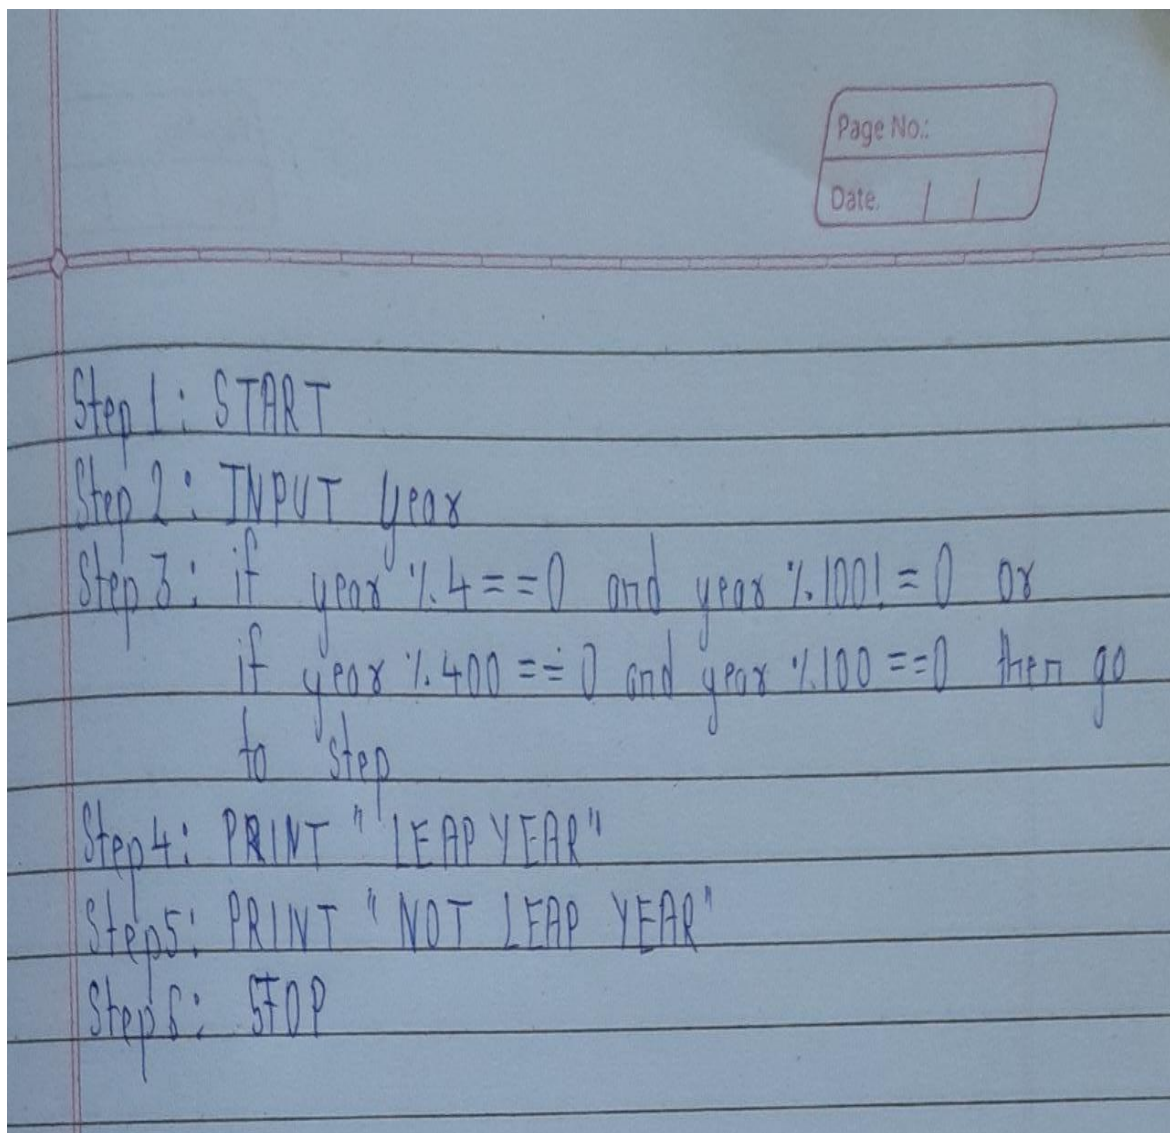 Page No.:
Date. / /
Step 1: START
Step 2: INPUT year
Step 3: if year % 4 == 0 and year % 100 != 0 or
if year % 400 == 0 and year % 100 == 0 then go
to step
Step 4: PRINT "LEAP YEAR"
Step 5: PRINT "NOT LEAP YEAR"
Step 6: STOP